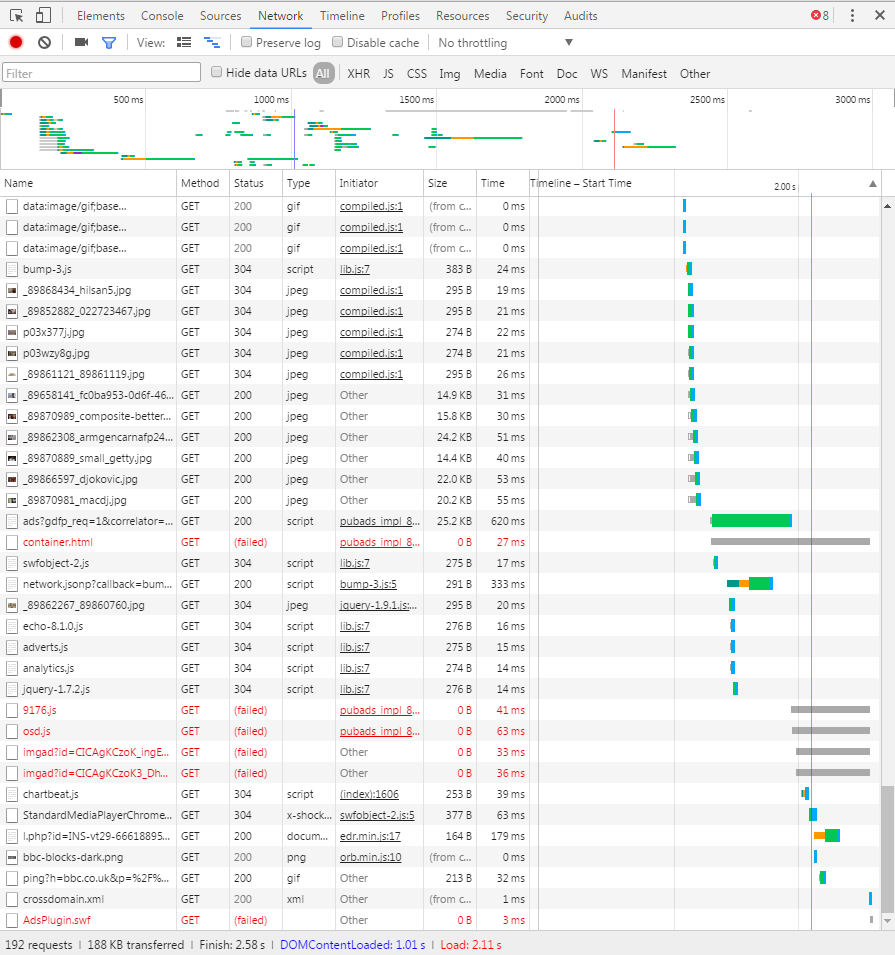 Elements Console Sources Network Timeline Profiles Resources Security Audits 8
View: Preserve log Disable cache No throttling
Filter Hide data URLs All XHR JS CSS Img Media Font Doc WS Manifest Other
500 ms 1000 ms 1500 ms 2000 ms 2500 ms 3000 ms
Name Method Status Type Initiator Size Time Timeline – Start Time 2.00 s
data:image/gif;base... GET 200 gif compiled.js:1 (from c... 0 ms
data:image/gif;base... GET 200 gif compiled.js:1 (from c... 0 ms
data:image/gif;base... GET 200 gif compiled.js:1 (from c... 0 ms
bump-3.js GET 304 script lib.js:7 383 B 24 ms
_89868434_hilsan5.jpg GET 304 jpeg compiled.js:1 295 B 19 ms
_89852882_022723467.jpg GET 304 jpeg compiled.js:1 295 B 21 ms
p03x377j.jpg GET 304 jpeg compiled.js:1 274 B 22 ms
p03wzy8g.jpg GET 304 jpeg compiled.js:1 274 B 21 ms
_89861121_89861119.jpg GET 304 jpeg compiled.js:1 295 B 26 ms
_89658141_fc0ba953-0d6f-46... GET 200 jpeg Other 14.9 KB 31 ms
_89870989_composite-better... GET 200 jpeg Other 15.8 KB 30 ms
_89862308_armgencarnafp24... GET 200 jpeg Other 24.2 KB 51 ms
_89870889_small_getty.jpg GET 200 jpeg Other 14.4 KB 40 ms
_89866597_djokovic.jpg GET 200 jpeg Other 22.0 KB 53 ms
_89870981_macdj.jpg GET 200 jpeg Other 20.2 KB 55 ms
ads?gdfp_req=1&correlator=... GET 200 script pubads_impl_8... 25.2 KB 620 ms
container.html GET (failed) pubads_impl_8... 0 B 27 ms
swfobject-2.js GET 304 script lib.js:7 275 B 17 ms
network.jsonp?callback=bum... GET 200 script bump-3.js:5 291 B 333 ms
_89862267_89860760.jpg GET 304 jpeg jquery-1.9.1.js:... 295 B 20 ms
echo-8.1.0.js GET 304 script lib.js:7 276 B 16 ms
adverts.js GET 304 script lib.js:7 275 B 15 ms
analytics.js GET 304 script lib.js:7 274 B 14 ms
jquery-1.7.2.js GET 304 script lib.js:7 276 B 14 ms
9176.js GET (failed) pubads_impl_8... 0 B 41 ms
osd.js GET (failed) pubads_impl_8... 0 B 63 ms
imgad?id=CICAgKCzoK_ingE... GET (failed) Other 0 B 33 ms
imgad?id=CICAgKCzoK3_Dh... GET (failed) Other 0 B 36 ms
chartbeat.js GET 304 script (index):1606 253 B 39 ms
StandardMediaPlayerChrome... GET 304 x-shock... swfobject-2.js:5 377 B 63 ms
l.php?id=INS-vt29-66618895... GET 200 docum... edr.min.js:17 164 B 179 ms
bbc-blocks-dark.png GET 200 png orb.min.js:10 (from c... 0 ms
ping?h=bbc.co.uk&p=%2F%... GET 200 gif Other 213 B 32 ms
crossdomain.xml GET 200 xml Other (from c... 1 ms
AdsPlugin.swf GET (failed) Other 0 B 3 ms
192 requests | 188 KB transferred | Finish: 2.58 s | DOMContentLoaded: 1.01 s | Load: 2.11 s